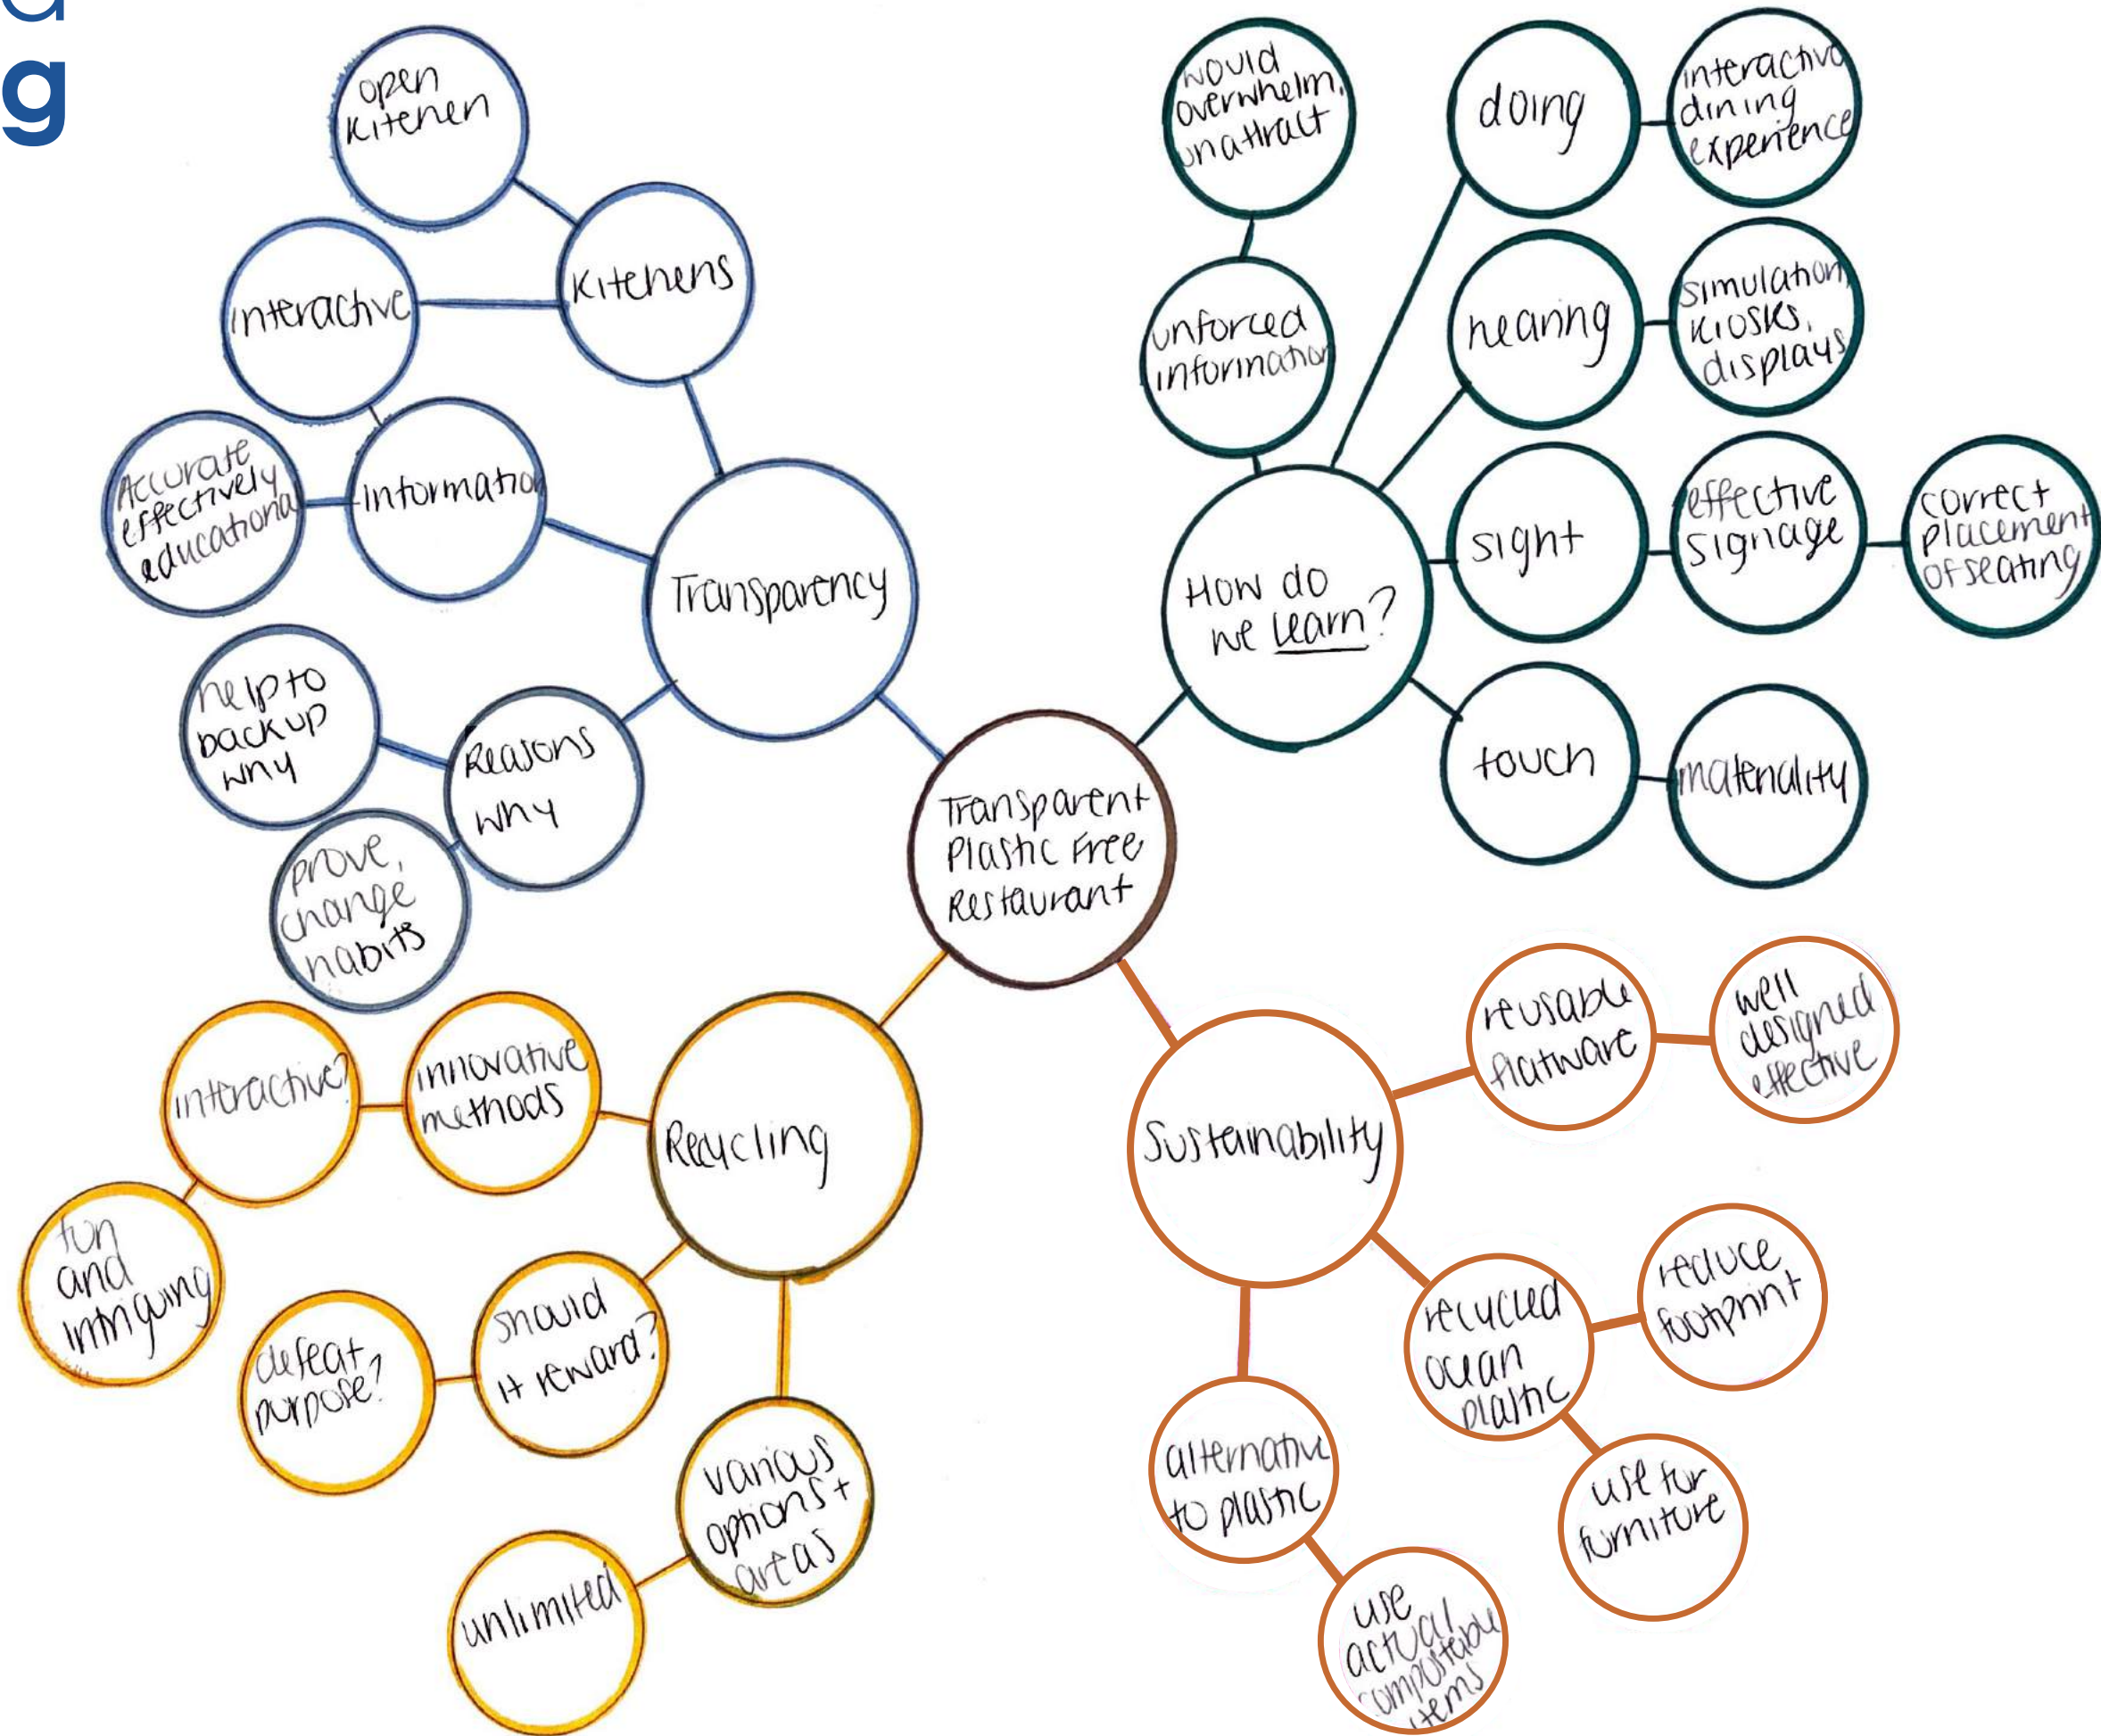 g
open
kitchen
Kitchens
interactive
information
Accurate
effectively
educational
Transparency
help to
backup
why
Reasons
why
prove,
change
habits
would
overwhelm,
unattract
unforced
information
doing
interactive
dining
experience
hearing
simulation,
kiosks,
displays
How do
we learn?
sight
effective
signage
correct
placement
of seating
touch
materiality
Transparent
Plastic Free
Restaurant
Recycling
innovative
methods
interactive?
fun
and
intriguing
should
it reward?
defeat
purpose?
various
options +
areas
unlimited
Sustainability
reusable
flatware
well
designed
effective
recycled
ocean
plastic
reduce
footprint
use for
furniture
alternative
to plastic
use
actual
compostable
items